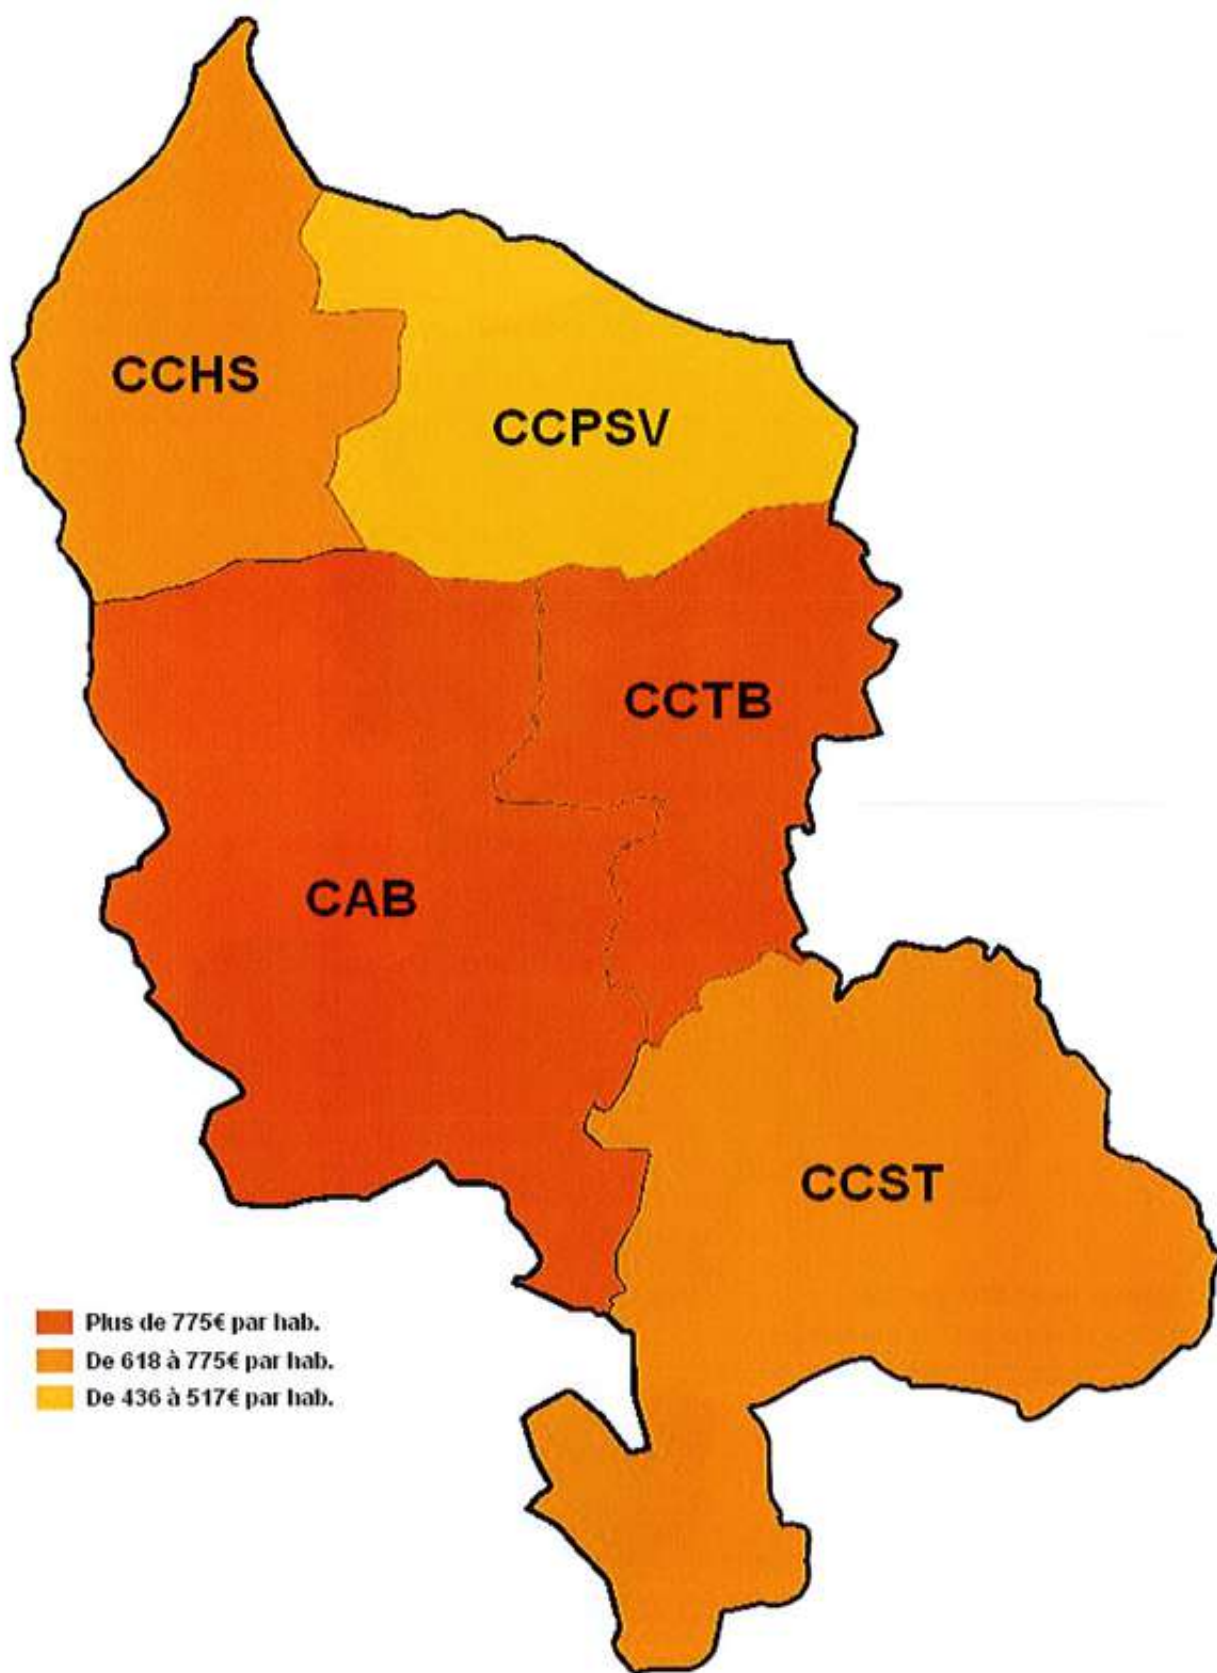 CCHS
CCPSV
CCTB
CAB
CCST
Plus de 775€ par hab.
De 618 à 775€ par hab.
De 436 à 517€ par hab.